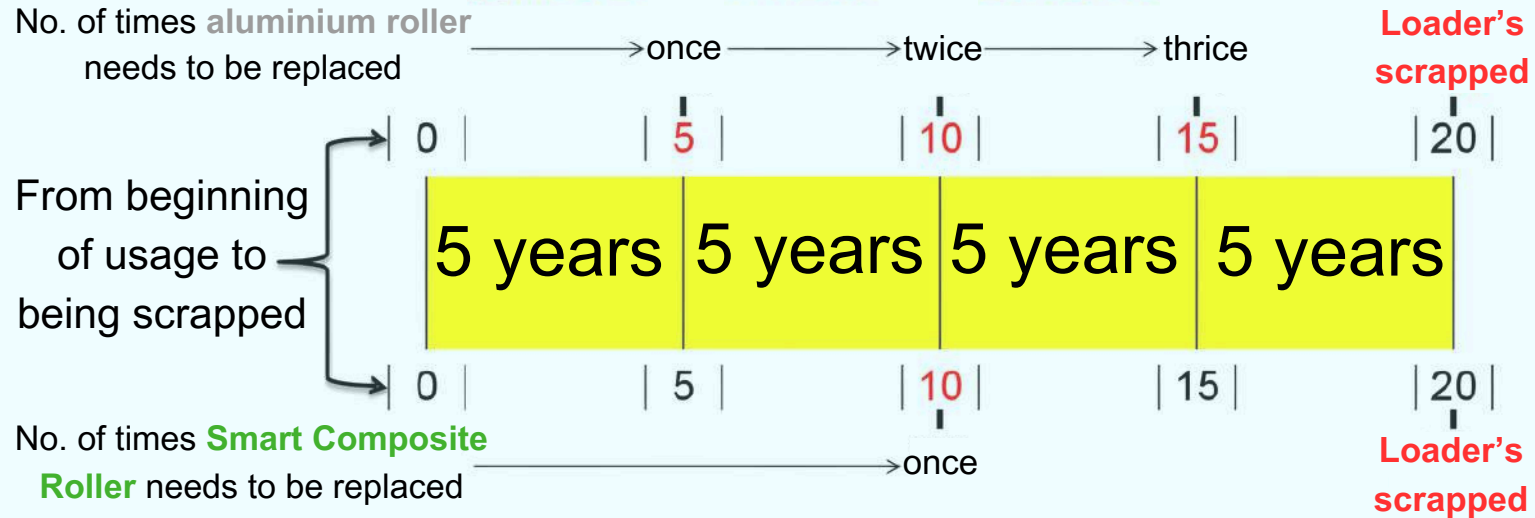 No. of times aluminium roller
needs to be replaced
once
twice
thrice
Loader's
scrapped
| 0 |
| 5 |
| 10 |
| 15 |
| 20 |
From beginning
of usage to
being scrapped
5 years
5 years
5 years
5 years
| 0 |
| 5 |
| 10 |
| 15 |
| 20 |
No. of times Smart Composite
Roller needs to be replaced
once
Loader's
scrapped